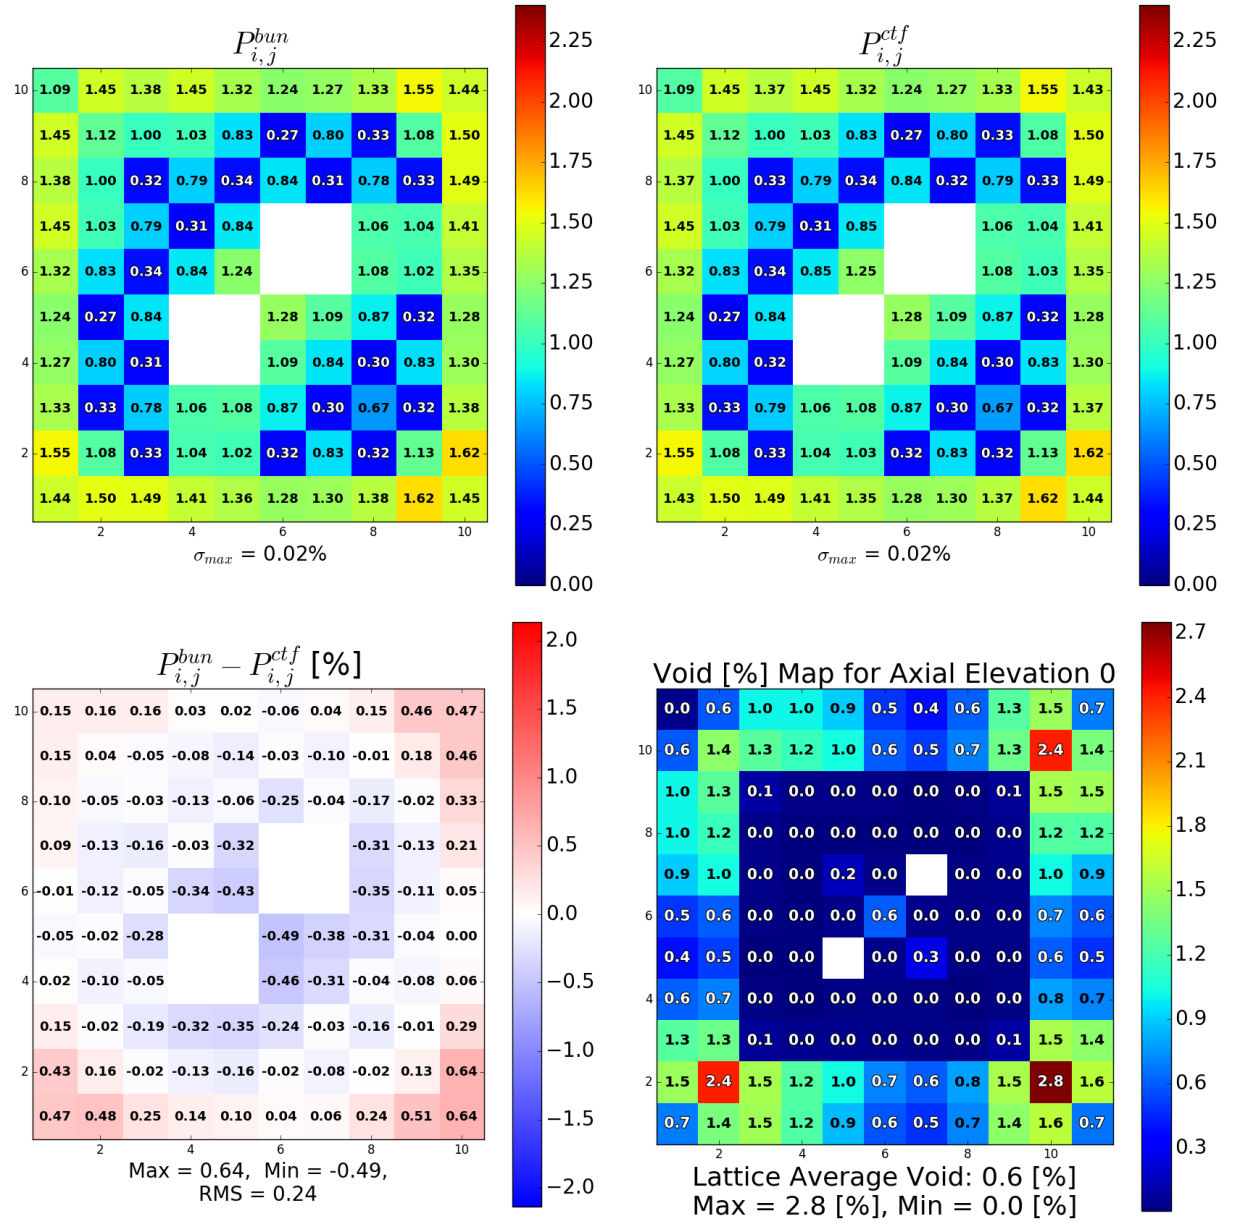 P_{i,j}^{bun}
10 1.09 1.45 1.38 1.45 1.32 1.24 1.27 1.33 1.55 1.44
1.45 1.12 1.00 1.03 0.83 0.27 0.80 0.33 1.08 1.50
8 1.38 1.00 0.32 0.79 0.34 0.84 0.31 0.78 0.33 1.49
1.45 1.03 0.79 0.31 0.84 1.06 1.04 1.41
6 1.32 0.83 0.34 0.84 1.24 1.08 1.02 1.35
1.24 0.27 0.84 1.28 1.09 0.87 0.32 1.28
4 1.27 0.80 0.31 1.09 0.84 0.30 0.83 1.30
1.33 0.33 0.78 1.06 1.08 0.87 0.30 0.67 0.32 1.38
2 1.55 1.08 0.33 1.04 1.02 0.32 0.83 0.32 1.13 1.62
1.44 1.50 1.49 1.41 1.36 1.28 1.30 1.38 1.62 1.45
2 4 6 8 10
σ_{max} = 0.02%
2.25
2.00
1.75
1.50
1.25
1.00
0.75
0.50
0.25
0.00
P_{i,j}^{ctf}
10 1.09 1.45 1.37 1.45 1.32 1.24 1.27 1.33 1.55 1.43
1.45 1.12 1.00 1.03 0.83 0.27 0.80 0.33 1.08 1.50
8 1.37 1.00 0.33 0.79 0.34 0.84 0.32 0.79 0.33 1.49
1.45 1.03 0.79 0.31 0.85 1.06 1.04 1.41
6 1.32 0.83 0.34 0.85 1.25 1.08 1.03 1.35
1.24 0.27 0.84 1.28 1.09 0.87 0.32 1.28
4 1.27 0.80 0.32 1.09 0.84 0.30 0.83 1.30
1.33 0.33 0.79 1.06 1.08 0.87 0.30 0.67 0.32 1.37
2 1.55 1.08 0.33 1.04 1.03 0.32 0.83 0.32 1.13 1.62
1.43 1.50 1.49 1.41 1.35 1.28 1.30 1.37 1.62 1.44
2 4 6 8 10
σ_{max} = 0.02%
2.25
2.00
1.75
1.50
1.25
1.00
0.75
0.50
0.25
0.00
P_{i,j}^{bun} − P_{i,j}^{ctf} [%]
10 0.15 0.16 0.16 0.03 0.02 -0.06 0.04 0.15 0.46 0.47
0.15 0.04 -0.05 -0.08 -0.14 -0.03 -0.10 -0.01 0.18 0.46
8 0.10 -0.05 -0.03 -0.13 -0.06 -0.25 -0.04 -0.17 -0.02 0.33
0.09 -0.13 -0.16 -0.03 -0.32 -0.31 -0.13 0.21
6 -0.01 -0.12 -0.05 -0.34 -0.43 -0.35 -0.11 0.05
-0.05 -0.02 -0.28 -0.49 -0.38 -0.31 -0.04 0.00
4 0.02 -0.10 -0.05 -0.46 -0.31 -0.04 -0.08 0.06
0.15 -0.02 -0.19 -0.32 -0.35 -0.24 -0.03 -0.16 -0.01 0.29
2 0.43 0.16 -0.02 -0.13 -0.16 -0.02 -0.08 -0.02 0.13 0.64
0.47 0.48 0.25 0.14 0.10 0.04 0.06 0.24 0.51 0.64
2 4 6 8 10
Max = 0.64, Min = -0.49,
RMS = 0.24
2.0
1.5
1.0
0.5
0.0
−0.5
−1.0
−1.5
−2.0
Void [%] Map for Axial Elevation 0
0.0 0.6 1.0 1.0 0.9 0.5 0.4 0.6 1.3 1.5 0.7
10 0.6 1.4 1.3 1.2 1.0 0.6 0.5 0.7 1.3 2.4 1.4
1.0 1.3 0.1 0.0 0.0 0.0 0.0 0.0 0.1 1.5 1.5
8 1.0 1.2 0.0 0.0 0.0 0.0 0.0 0.0 0.0 1.2 1.2
0.9 1.0 0.0 0.0 0.2 0.0 0.0 0.0 1.0 0.9
6 0.5 0.6 0.0 0.0 0.0 0.6 0.0 0.0 0.0 0.7 0.6
0.4 0.5 0.0 0.0 0.0 0.3 0.0 0.0 0.6 0.5
4 0.6 0.7 0.0 0.0 0.0 0.0 0.0 0.0 0.0 0.8 0.7
1.3 1.3 0.1 0.0 0.0 0.0 0.0 0.0 0.1 1.5 1.4
2 1.5 2.4 1.5 1.2 1.0 0.7 0.6 0.8 1.5 2.8 1.6
0.7 1.4 1.5 1.2 0.9 0.6 0.5 0.7 1.4 1.6 0.7
2 4 6 8 10
Lattice Average Void: 0.6 [%]
Max = 2.8 [%], Min = 0.0 [%]
2.7
2.4
2.1
1.8
1.5
1.2
0.9
0.6
0.3